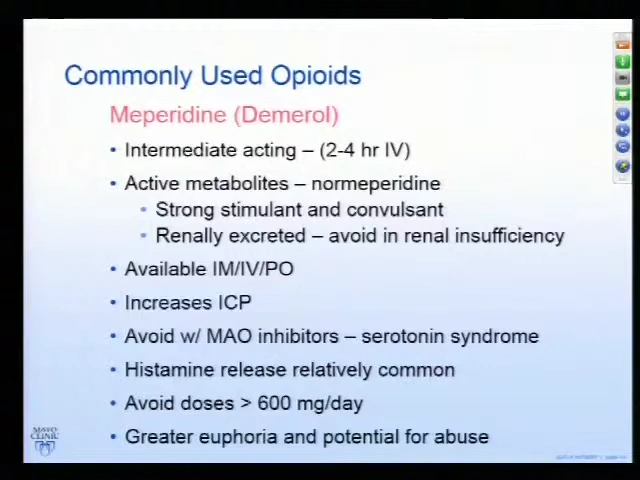 Commonly Used Opioids
Meperidine (Demerol)
• Intermediate acting – (2-4 hr IV)
• Active metabolites – normeperidine
• Strong stimulant and convulsant
• Renally excreted – avoid in renal insufficiency
• Available IM/IV/PO
• Increases ICP
• Avoid w/ MAO inhibitors – serotonin syndrome
• Histamine release relatively common
• Avoid doses > 600 mg/day
• Greater euphoria and potential for abuse
MAYO
CLINIC